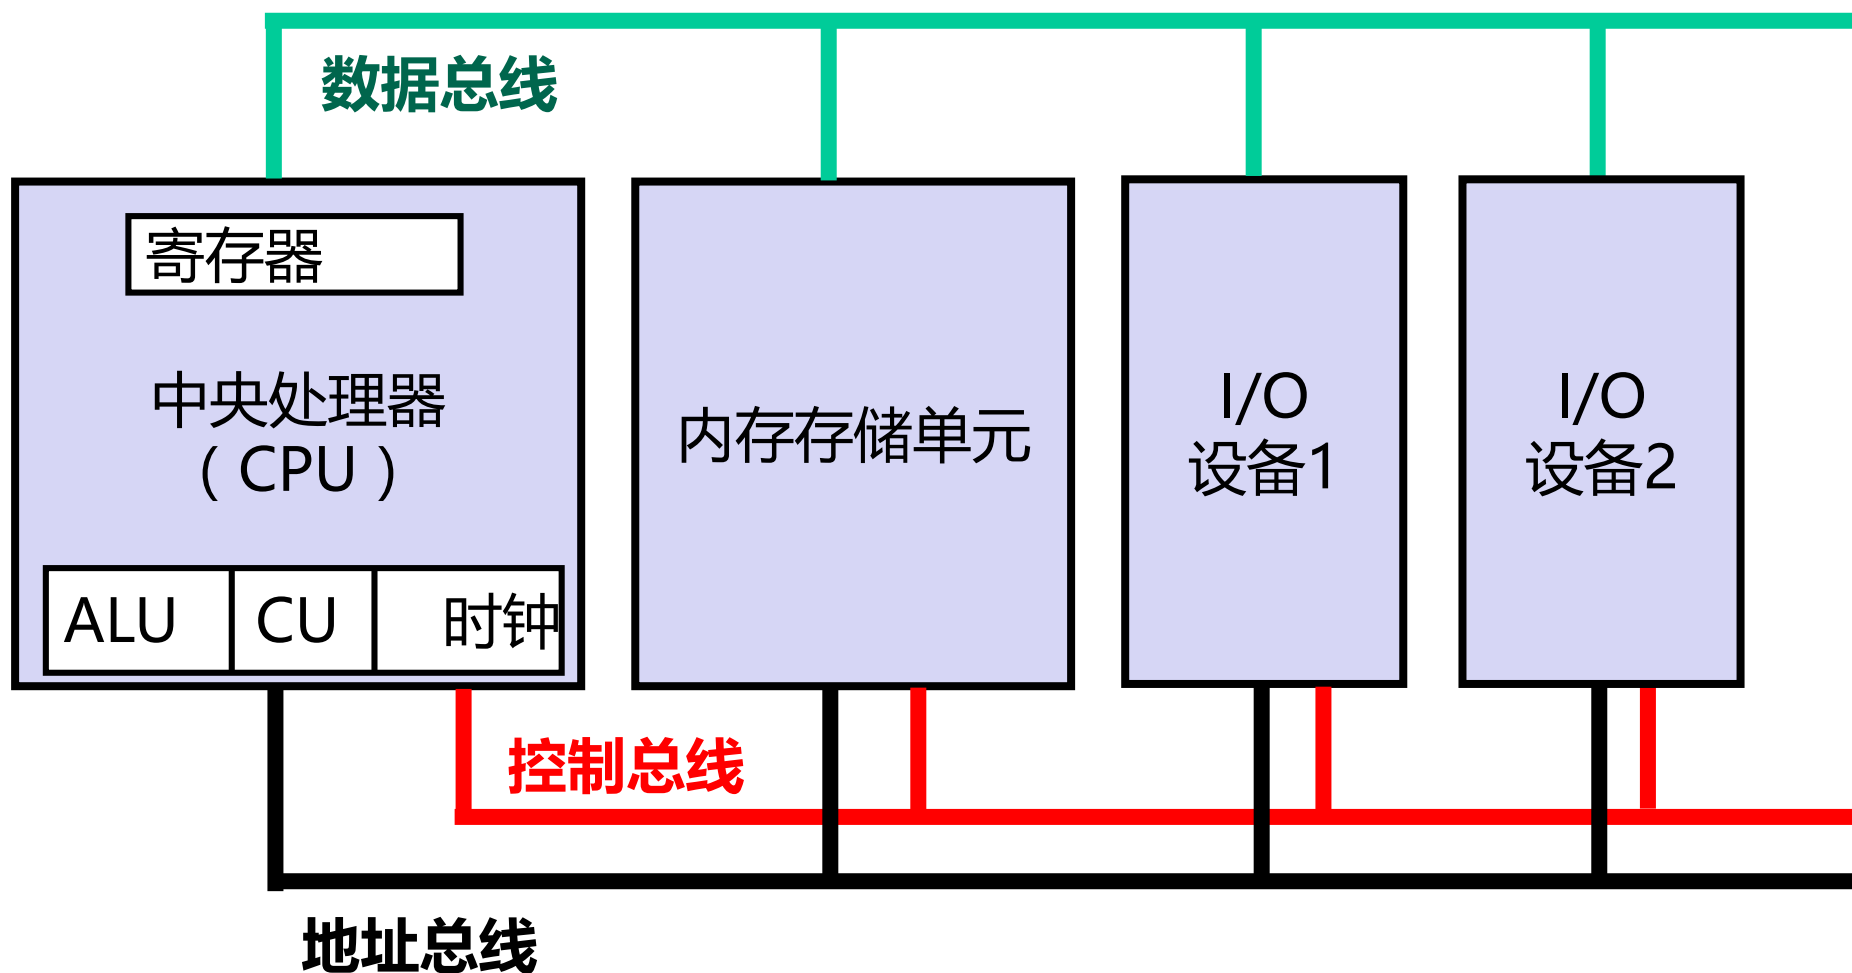 数据总线
寄存器
中央处理器
（CPU）
ALU
CU
时钟
内存存储单元
I/O
设备1
I/O
设备2
控制总线
地址总线